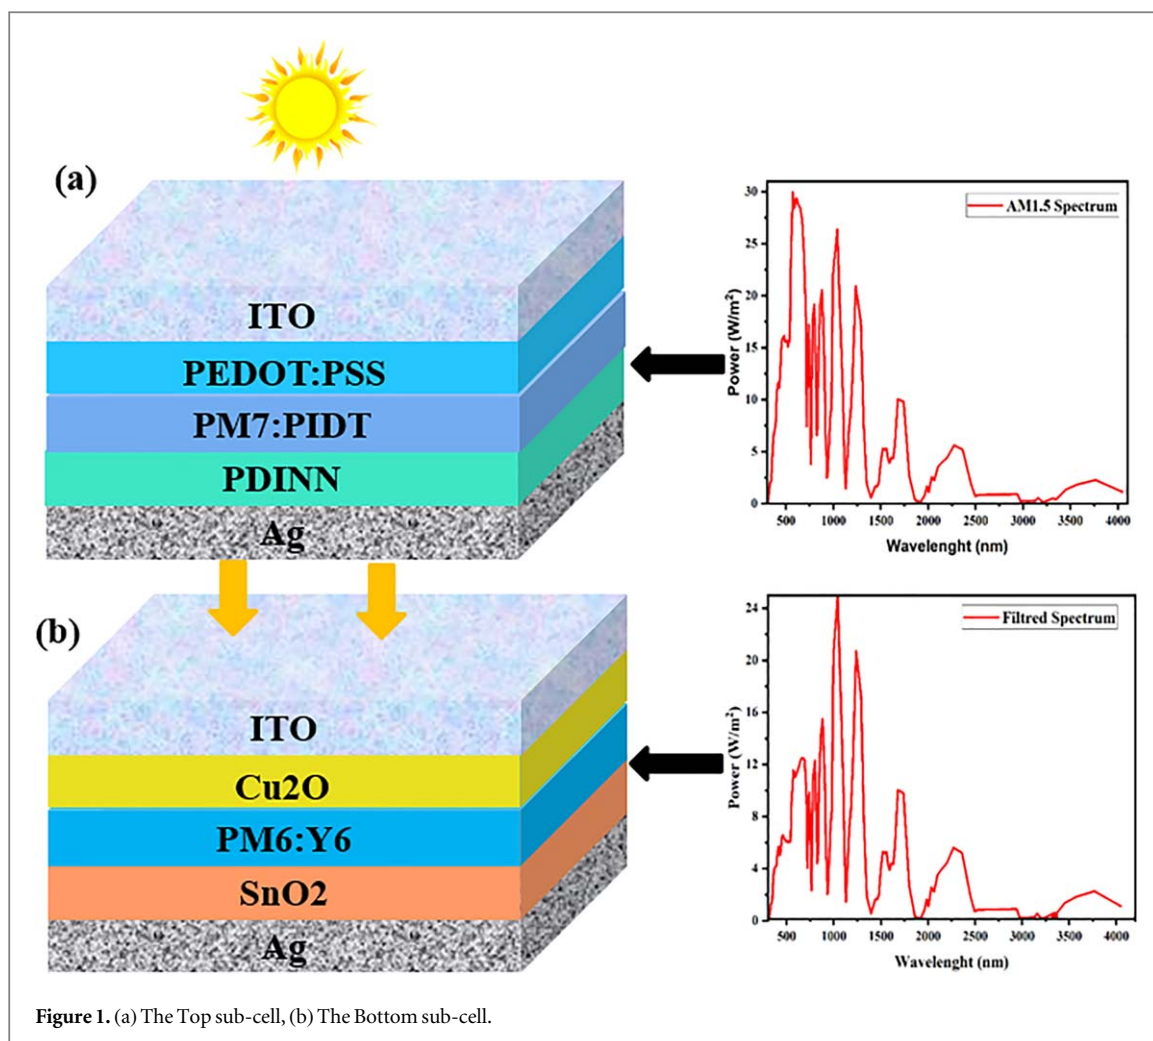 (a)
ITO
PEDOT:PSS
PM7:PIDT
PDINN
Ag
AM1.5 Spectrum
Power (W/m²)
30
25
20
15
10
5
0
500 1000 1500 2000 2500 3000 3500 4000
Wavelenght (nm)
(b)
ITO
Cu2O
PM6:Y6
SnO2
Ag
Filtred Spectrum
Power (W/m²)
24
20
16
12
8
4
0
500 1000 1500 2000 2500 3000 3500 4000
Wavelenght (nm)
Figure 1. (a) The Top sub-cell, (b) The Bottom sub-cell.